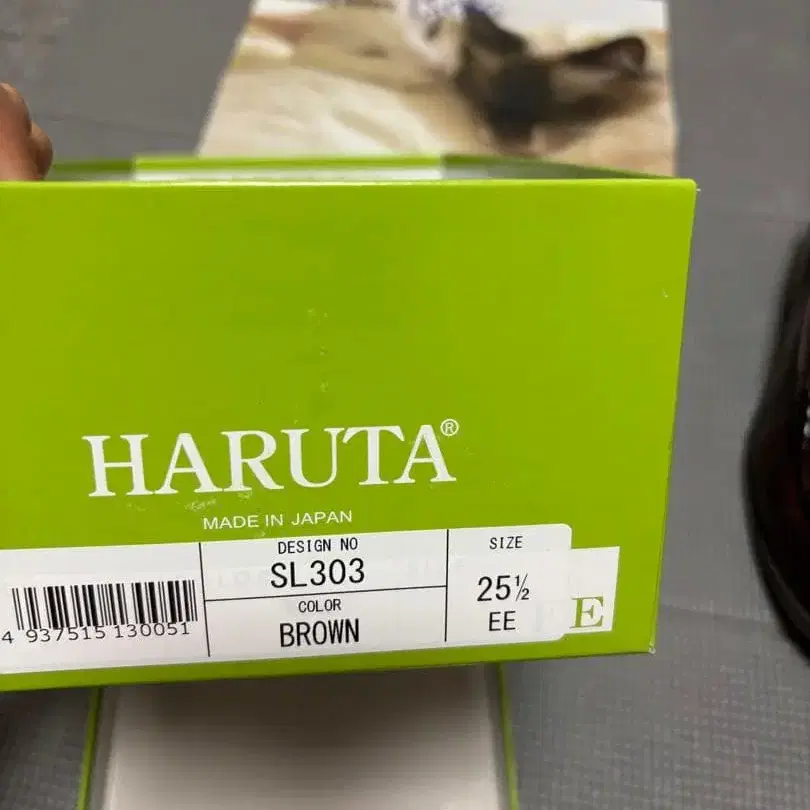 HARUTA®
MADE IN JAPAN
DESIGN NO
SL303
COLOR
BROWN
SIZE
25½
EE
E
4 937515 130051